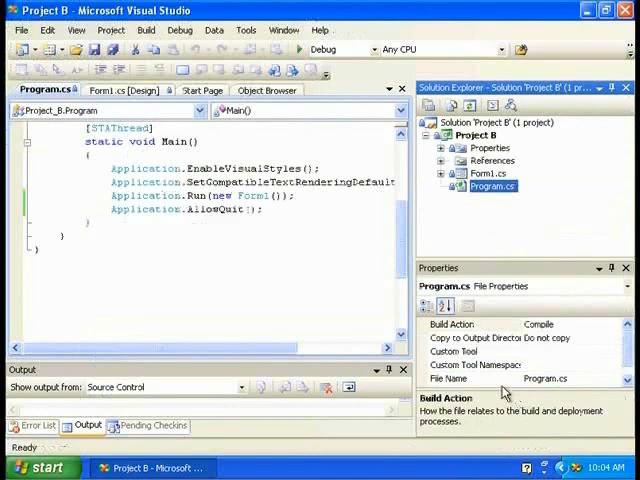 Project B - Microsoft Visual Studio
File Edit View Project Build Debug Data Tools Window Help
Debug Any CPU
Program.cs Form1.cs [Design] Start Page Object Browser
Project_B.Program Main()
[STAThread]
static void Main()
{
Application.EnableVisualStyles();
Application.SetCompatibleTextRenderingDefault
Application.Run(new Form1());
Application.AllowQuit();
}
}
}
Output
Show output from: Source Control
Error List Output Pending Checkins
Solution Explorer - Solution 'Project B' (1 pro
Solution 'Project B' (1 project)
Project B
Properties
References
Form1.cs
Program.cs
Properties
Program.cs File Properties
Build Action Compile
Copy to Output Director Do not copy
Custom Tool
Custom Tool Namespac
File Name Program.cs
Build Action
How the file relates to the build and deployment
processes.
Ready
start Project B - Microsoft ... 10:04 AM